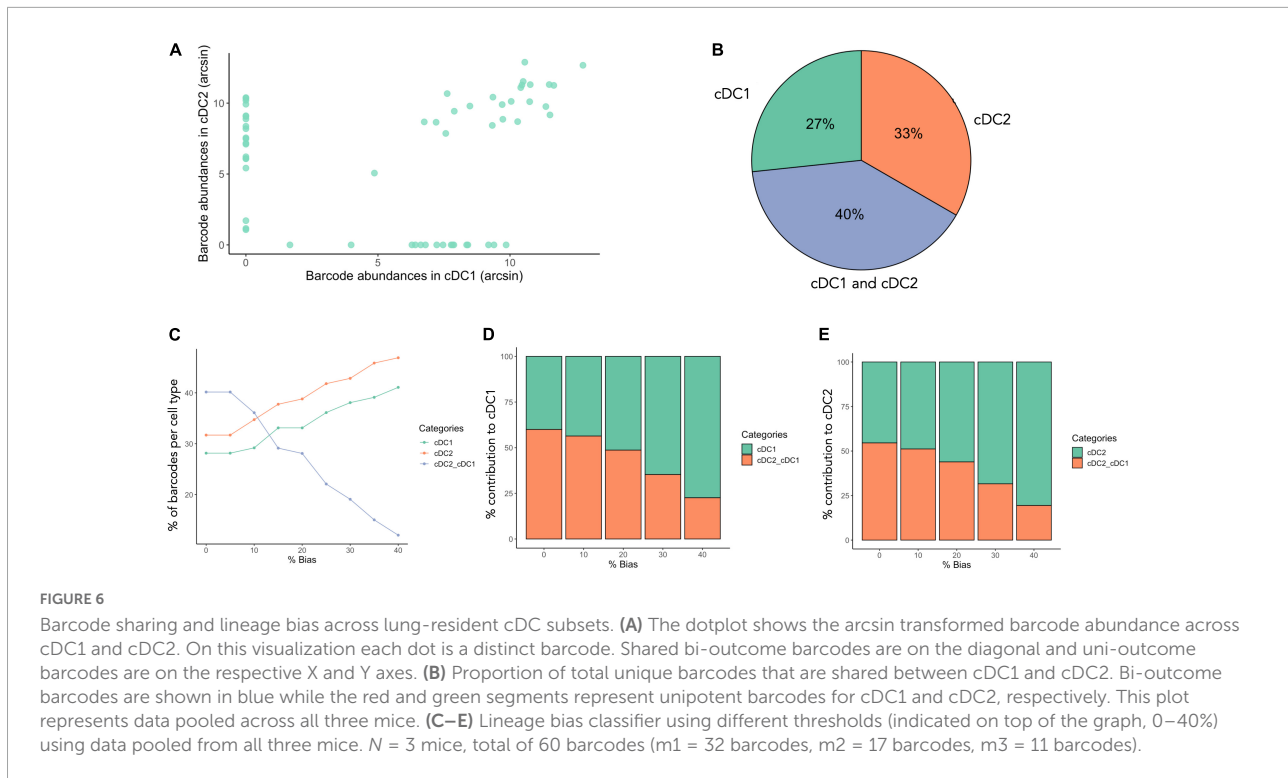 A
Barcode abundances in cDC2 (arcsin)
10
5
0
0
5
10
Barcode abundances in cDC1 (arcsin)
B
cDC1
27%
33%
cDC2
40%
cDC1 and cDC2
C
% of barcodes per cell type
40
30
20
0
10
20
30
40
% Bias
Categories
cDC1
cDC2
cDC2_cDC1
D
% contribution to cDC1
100
75
50
25
0
0
10
20
30
40
% Bias
Categories
cDC1
cDC2_cDC1
E
% contribution to cDC2
100
75
50
25
0
0
10
20
30
40
% Bias
Categories
cDC2
cDC2_cDC1
FIGURE 6
Barcode sharing and lineage bias across lung-resident cDC subsets. (A) The dotplot shows the arcsin transformed barcode abundance across
cDC1 and cDC2. On this visualization each dot is a distinct barcode. Shared bi-outcome barcodes are on the diagonal and uni-outcome
barcodes are on the respective X and Y axes. (B) Proportion of total unique barcodes that are shared between cDC1 and cDC2. Bi-outcome
barcodes are shown in blue while the red and green segments represent unipotent barcodes for cDC1 and cDC2, respectively. This plot
represents data pooled across all three mice. (C–E) Lineage bias classifier using different thresholds (indicated on top of the graph, 0–40%)
using data pooled from all three mice. N = 3 mice, total of 60 barcodes (m1 = 32 barcodes, m2 = 17 barcodes, m3 = 11 barcodes).